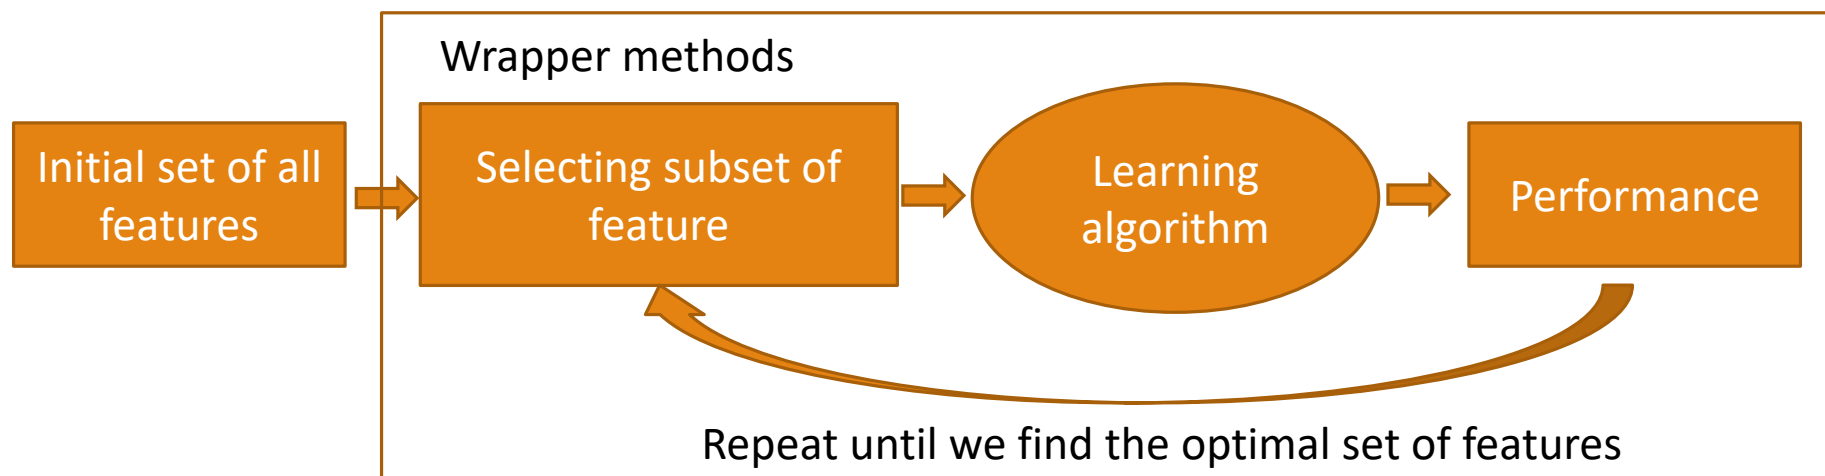 Wrapper methods
Initial set of all
features
Selecting subset of
feature
Learning
algorithm
Performance
Repeat until we find the optimal set of features